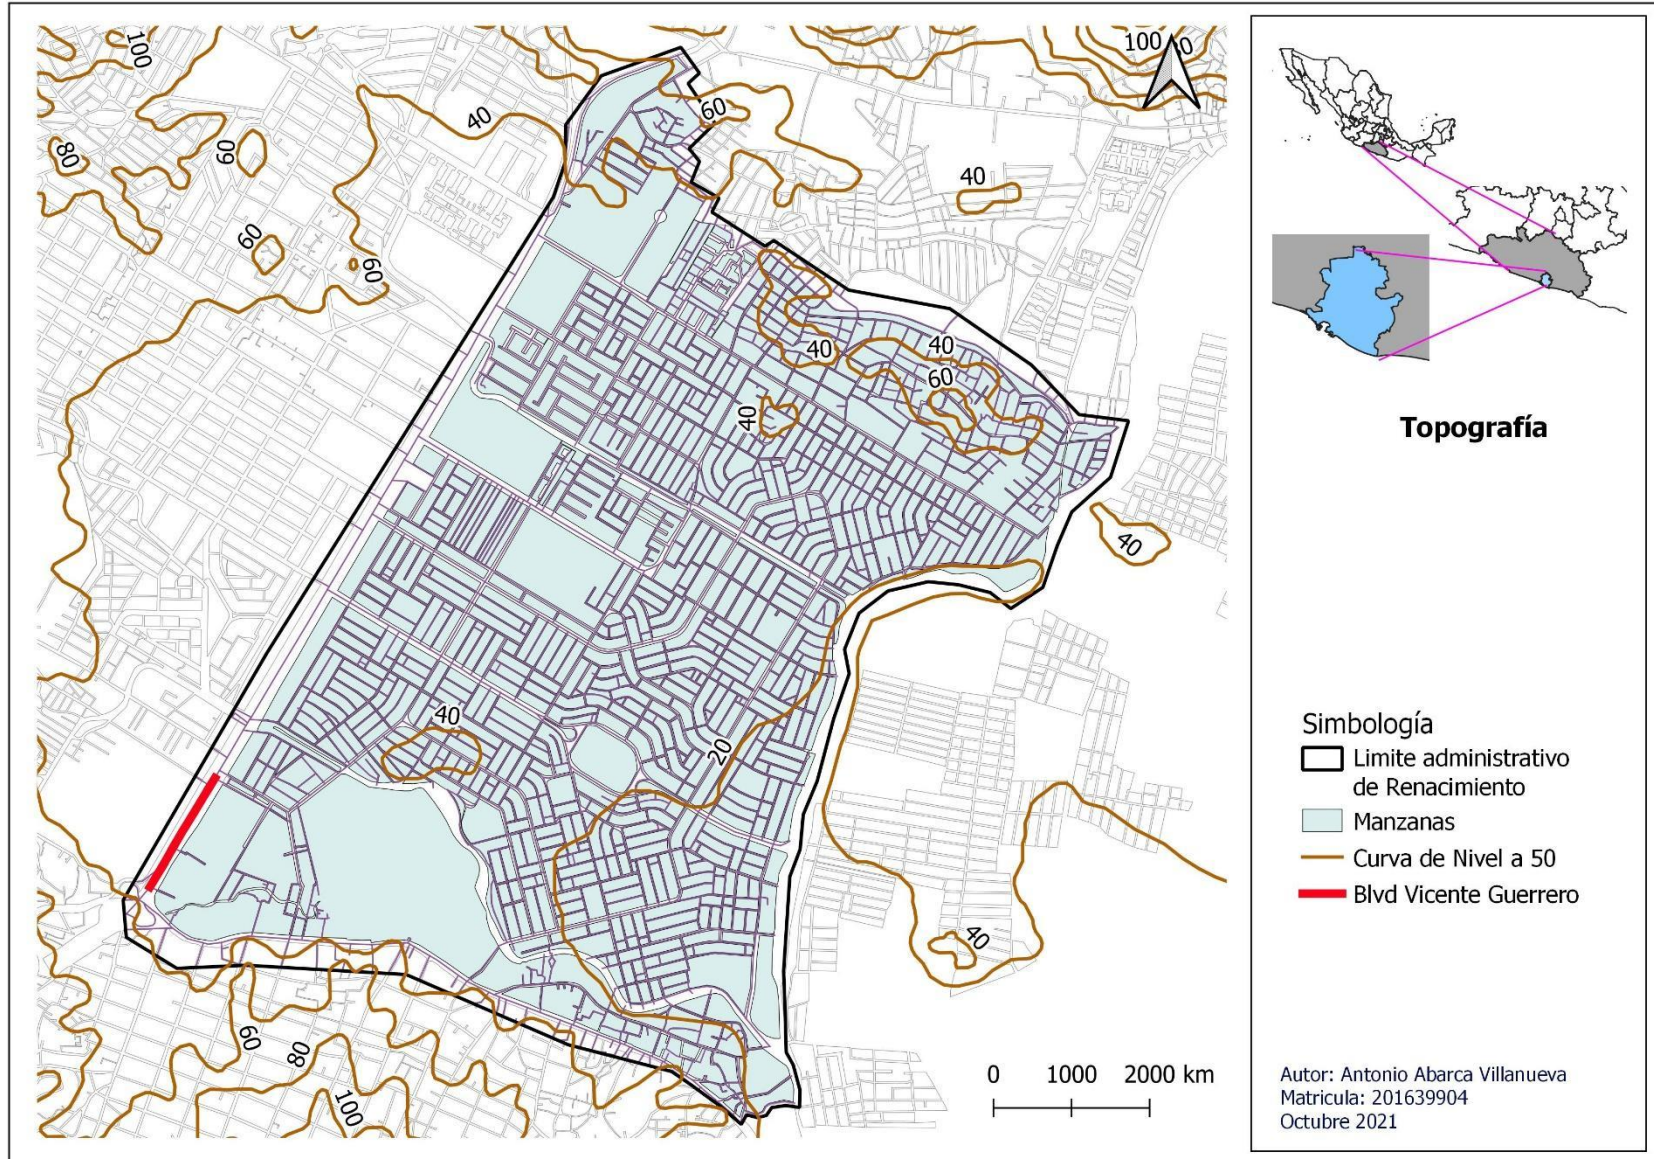 100
100
80
40
60
60
80
40
60
60
40
40
60
40
40
40
20
40
60
80
100
40
0 1000 2000 km
Topografía
Simbología
Limite administrativo
de Renacimiento
Manzanas
Curva de Nivel a 50
Blvd Vicente Guerrero
Autor: Antonio Abarca Villanueva
Matricula: 201639904
Octubre 2021